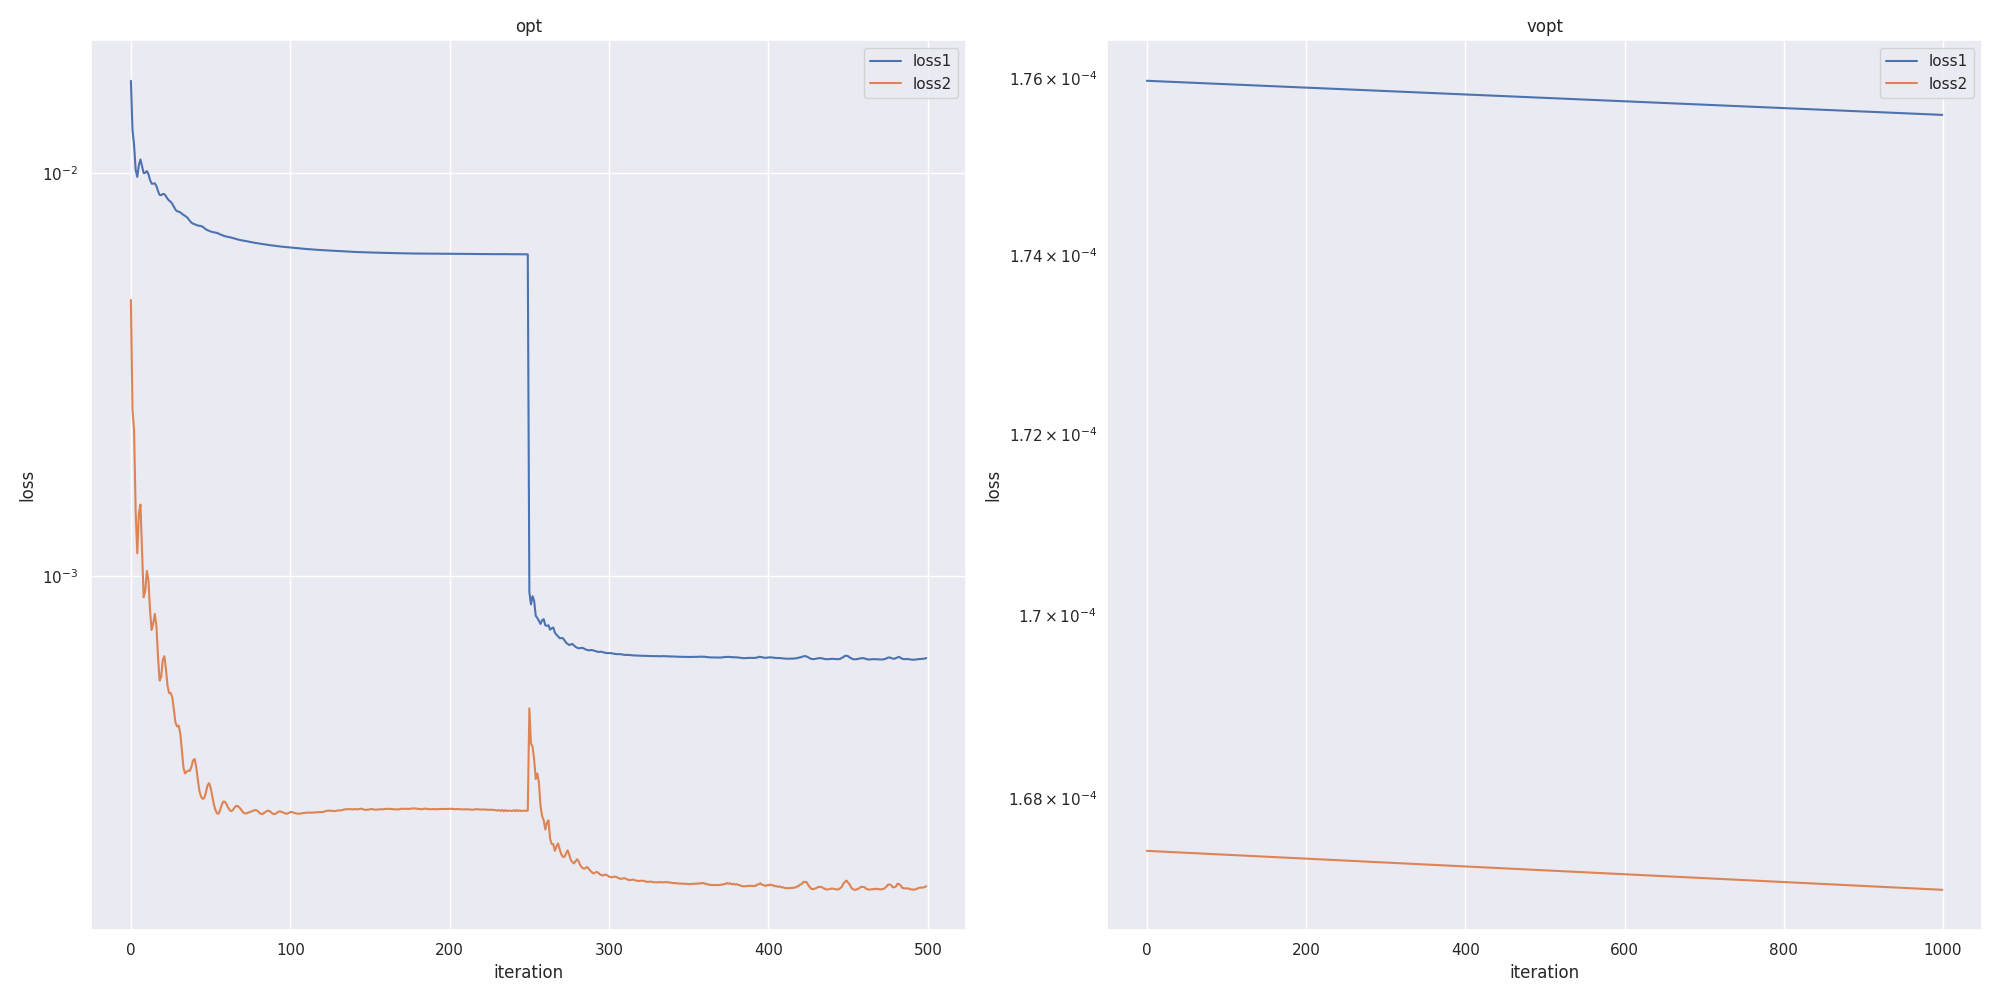 opt
loss1
loss2
10⁻²
10⁻³
loss
0 100 200 300 400 500
iteration
vopt
loss1
loss2
1.76 × 10⁻⁴
1.74 × 10⁻⁴
1.72 × 10⁻⁴
1.7 × 10⁻⁴
1.68 × 10⁻⁴
loss
0 200 400 600 800 1000
iteration